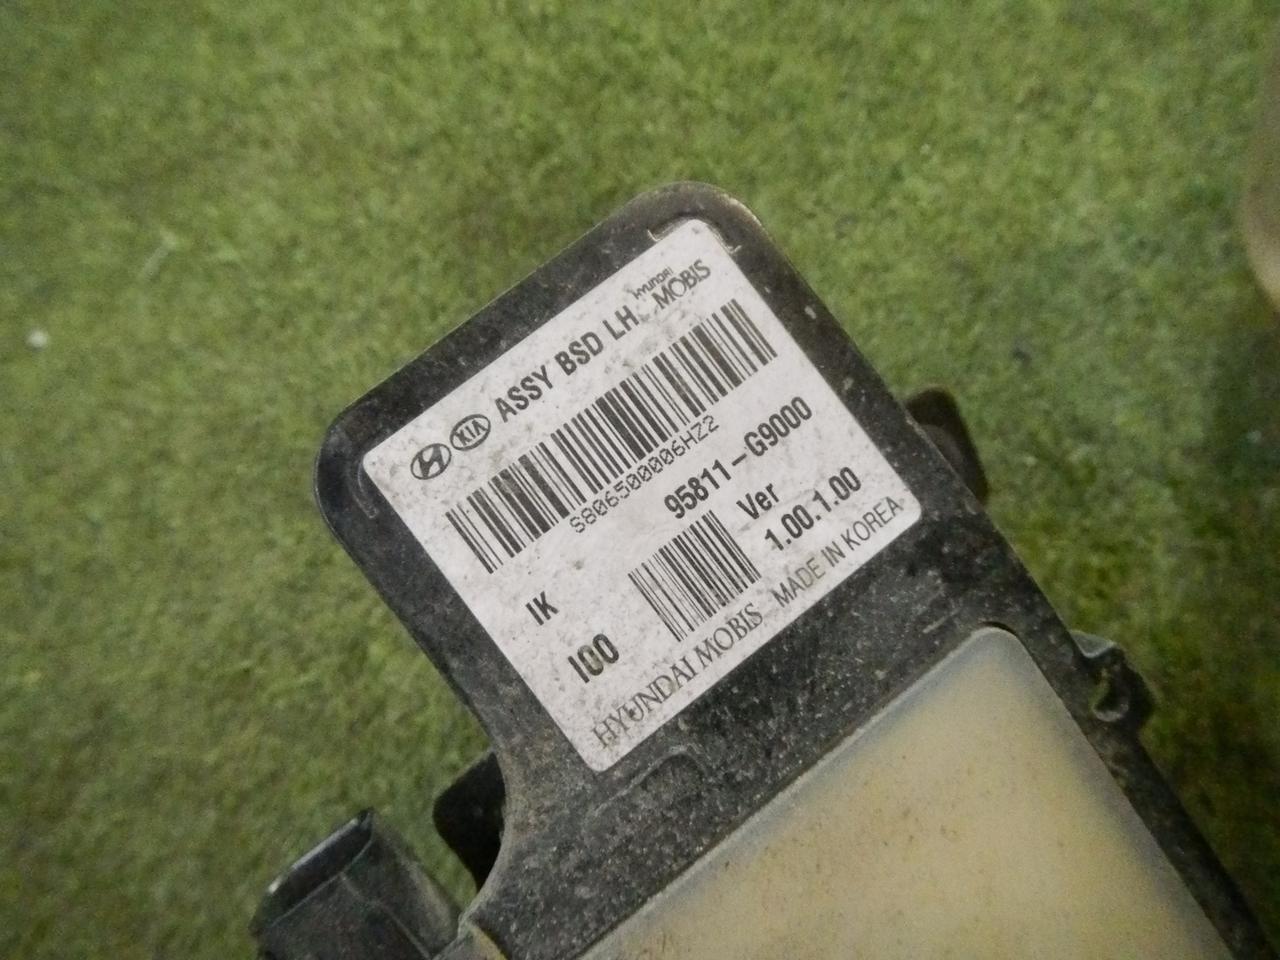 KIA ASSY BSD LH HYUNDAI MOBIS
S806500006HZ2
95811-G9000
IK Ver
I00 1.00.1.00
HYUNDAI MOBIS MADE IN KOREA